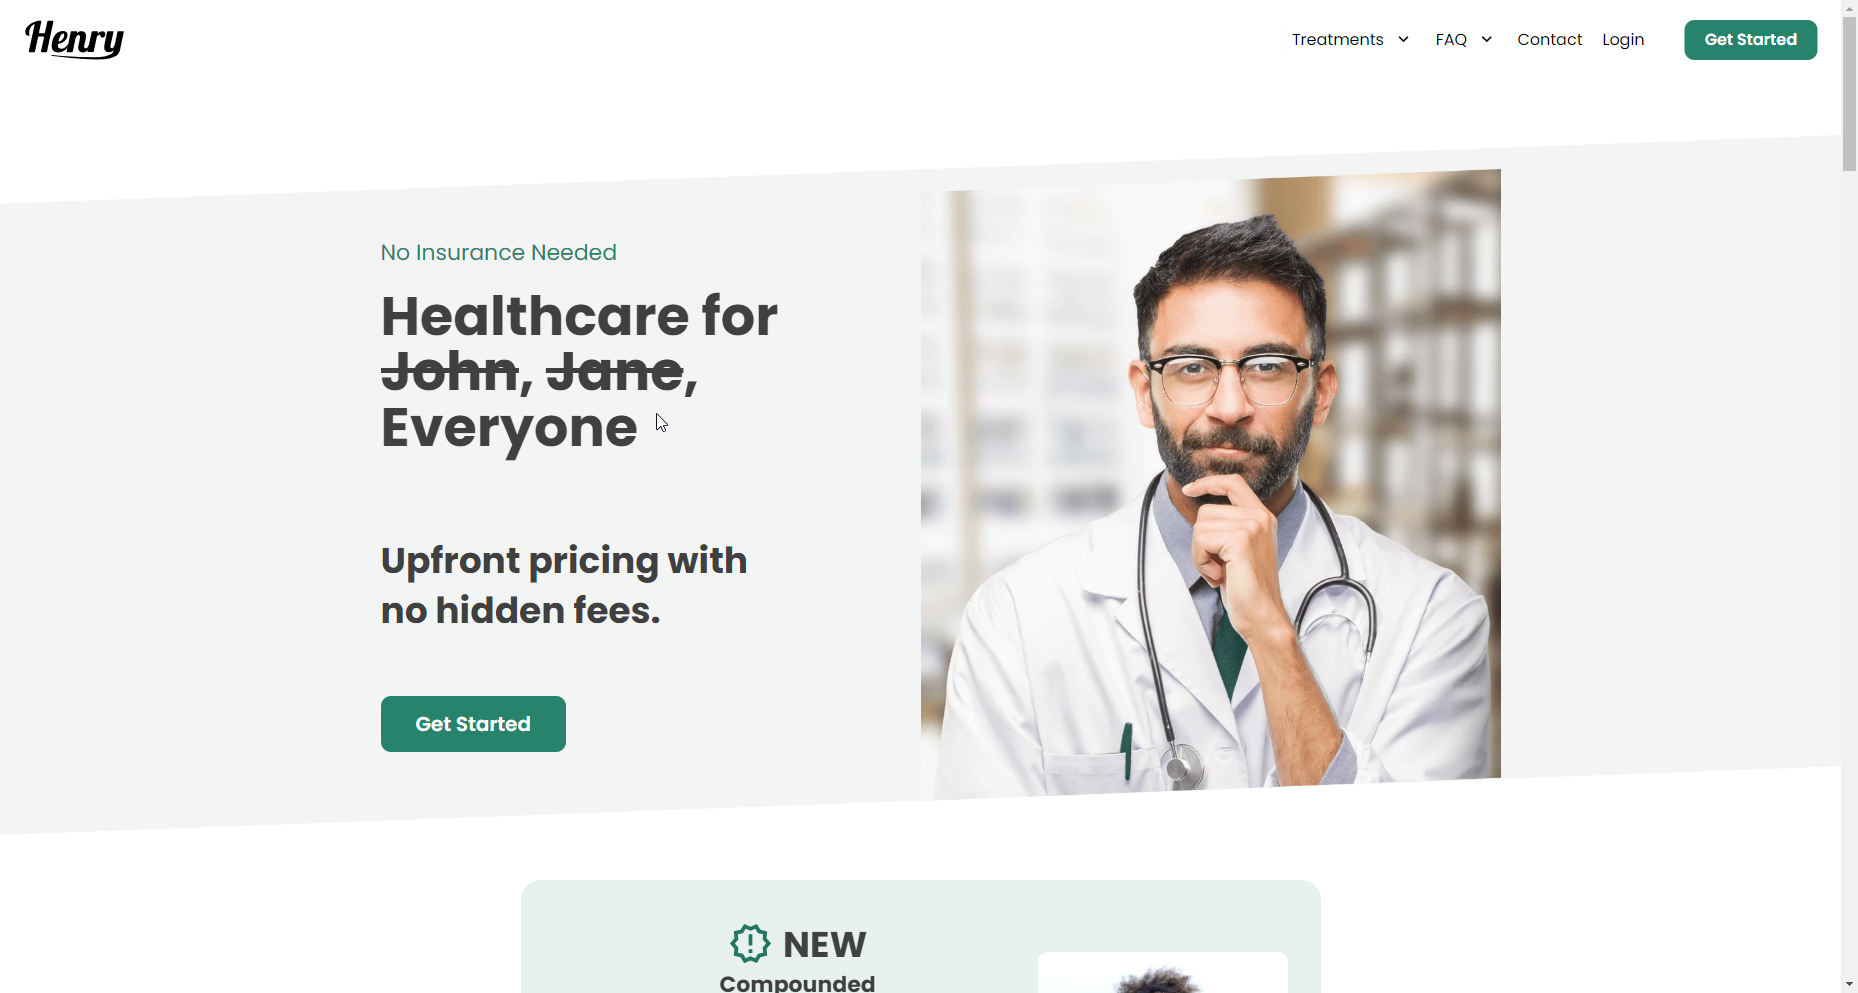 Henry
Treatments FAQ Contact Login Get Started
No Insurance Needed
Healthcare for
John, Jane,
Everyone
Upfront pricing with
no hidden fees.
Get Started
NEW
Compounded